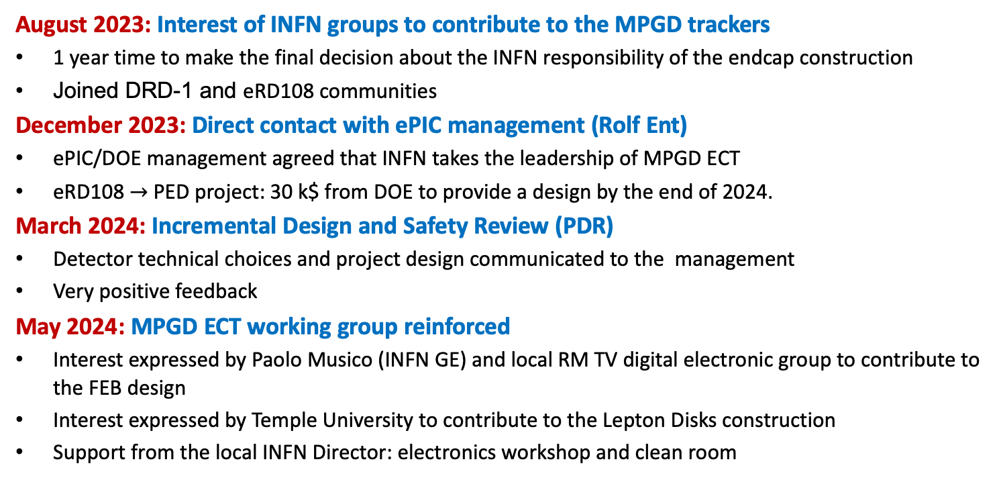 August 2023: Interest of INFN groups to contribute to the MPGD trackers
• 1 year time to make the final decision about the INFN responsibility of the endcap construction
• Joined DRD-1 and eRD108 communities
December 2023: Direct contact with ePIC management (Rolf Ent)
• ePIC/DOE management agreed that INFN takes the leadership of MPGD ECT
• eRD108 → PED project: 30 k$ from DOE to provide a design by the end of 2024.
March 2024: Incremental Design and Safety Review (PDR)
• Detector technical choices and project design communicated to the  management
• Very positive feedback
May 2024: MPGD ECT working group reinforced
• Interest expressed by Paolo Musico (INFN GE) and local RM TV digital electronic group to contribute to
the FEB design
• Interest expressed by Temple University to contribute to the Lepton Disks construction
• Support from the local INFN Director: electronics workshop and clean room